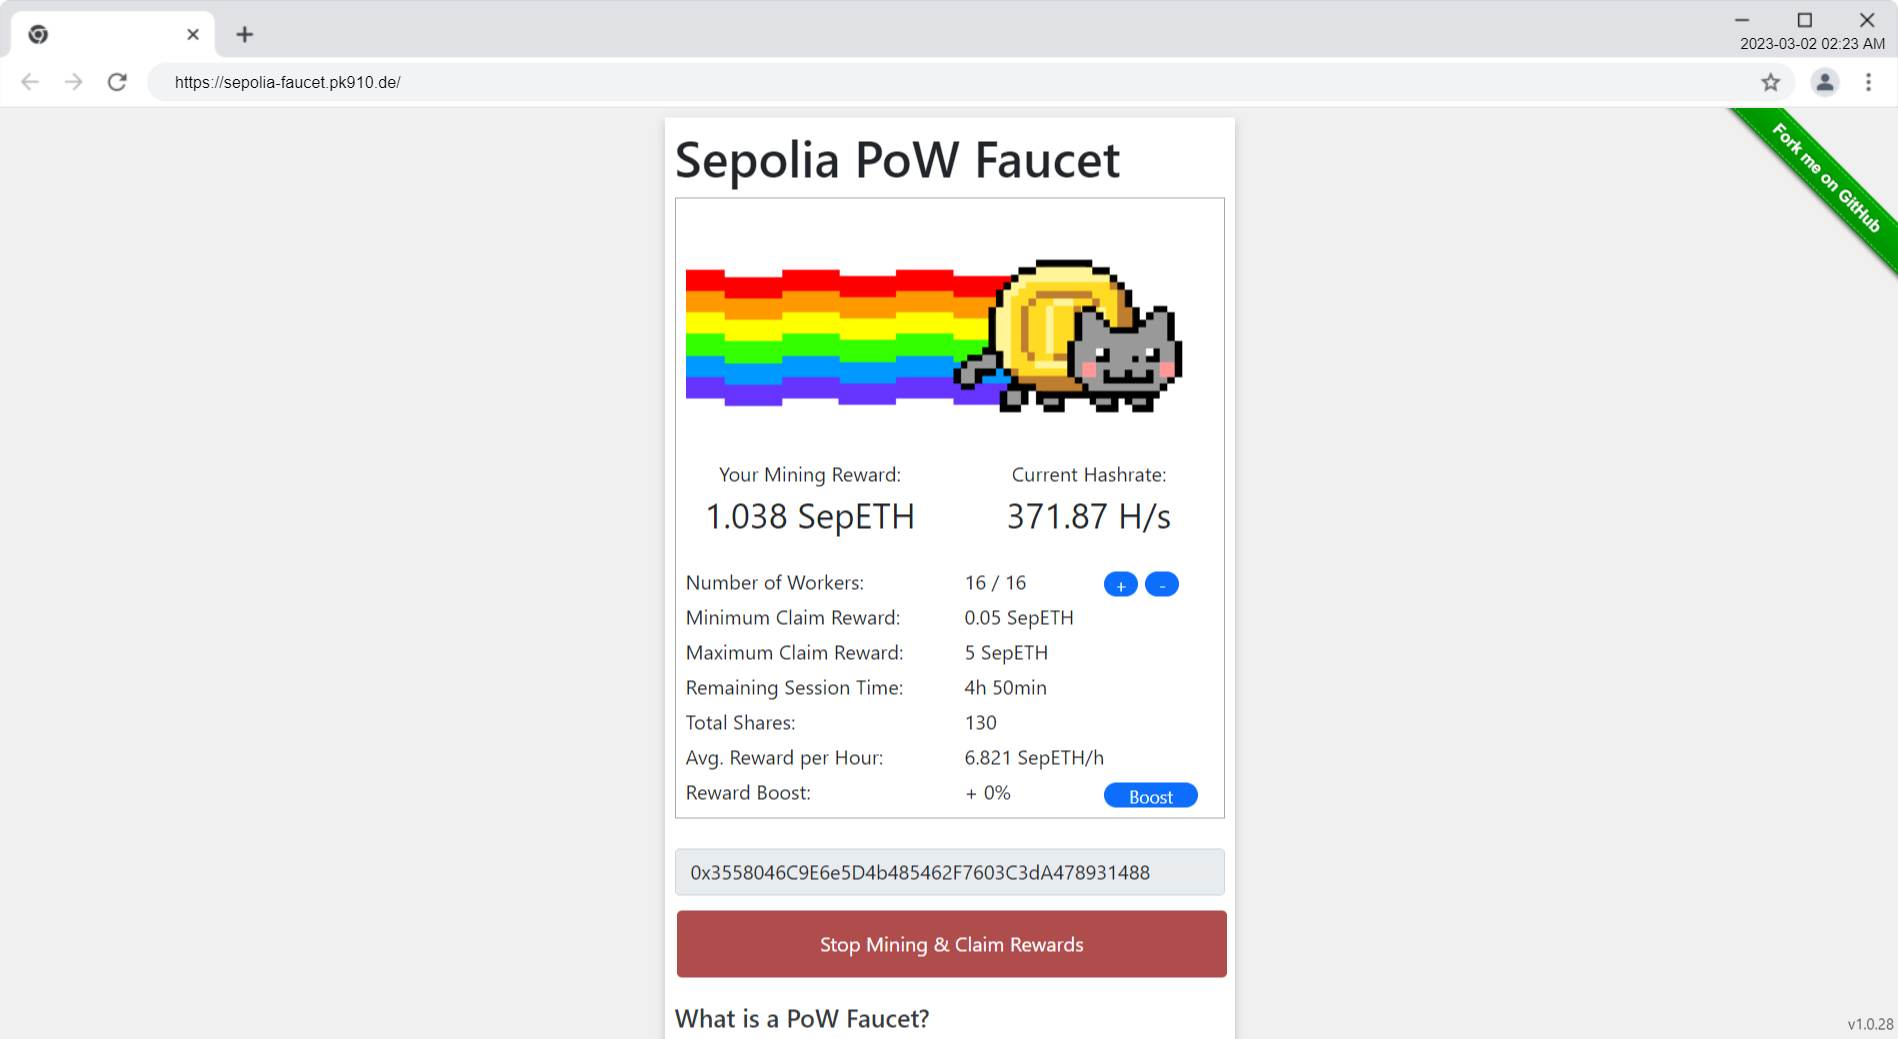 2023-03-02 02:23 AM
https://sepolia-faucet.pk910.de/
Fork me on GitHub
Sepolia PoW Faucet
Your Mining Reward: Current Hashrate:
1.038 SepETH 371.87 H/s
Number of Workers: 16 / 16 + -
Minimum Claim Reward: 0.05 SepETH
Maximum Claim Reward: 5 SepETH
Remaining Session Time: 4h 50min
Total Shares: 130
Avg. Reward per Hour: 6.821 SepETH/h
Reward Boost: + 0% Boost
0x3558046C9E6e5D4b485462F7603C3dA478931488
Stop Mining & Claim Rewards
What is a PoW Faucet?
v1.0.28